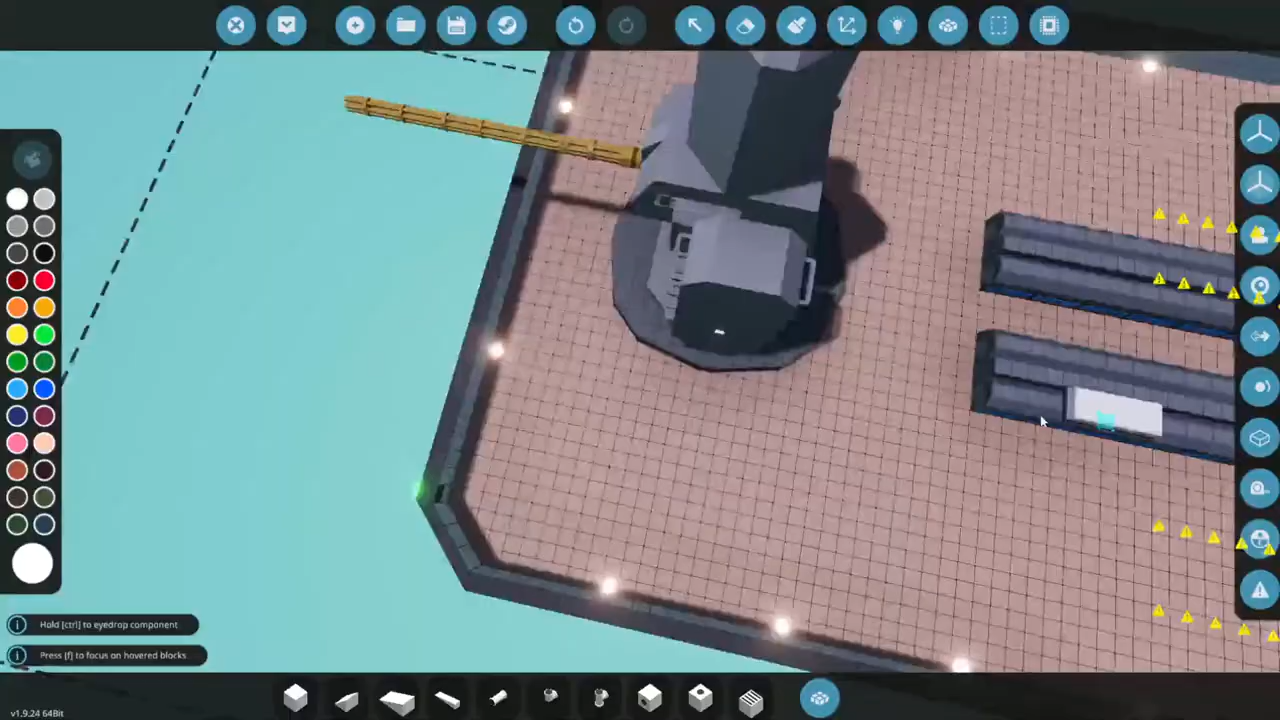 Hold [ctrl] to eyedrop component
Press [f] to focus on hovered blocks
v1.9.24 64Bit